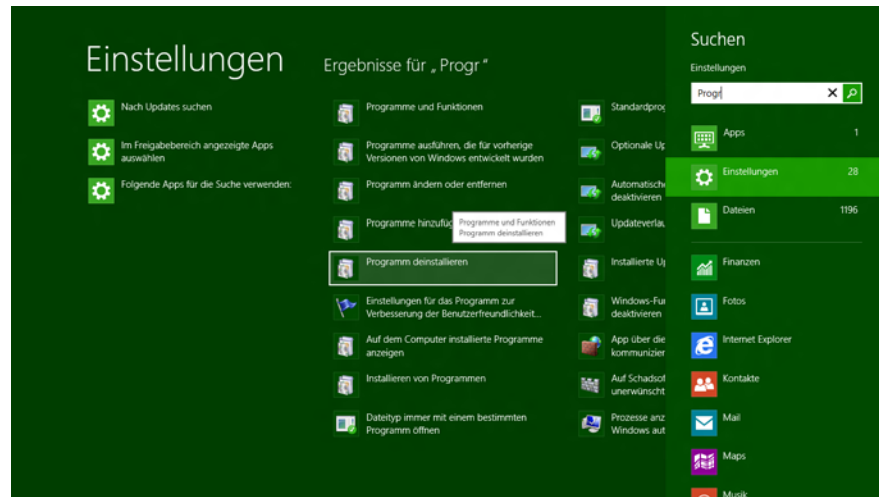 Einstellungen
Nach Updates suchen
Im Freigabebereich angezeigte Apps
auswählen
Folgende Apps für die Suche verwenden:
Ergebnisse für „ Progr “
Programme und Funktionen
Programme ausführen, die für vorherige
Versionen von Windows entwickelt wurden
Programm ändern oder entfernen
Programme hinzufüg
Programme und Funktionen
Programm deinstallieren
Programm deinstallieren
Einstellungen für das Programm zur
Verbesserung der Benutzerfreundlichkeit...
Auf dem Computer installierte Programme
anzeigen
Installieren von Programmen
Dateityp immer mit einem bestimmten
Programm öffnen
Standardprog
Optionale Up
Automatische
deaktivieren
Updateverlau
Installierte Up
Windows-Fun
deaktivieren
App über die
kommunizier
Auf Schadsof
unerwünscht
Prozesse anz
Windows aut
Suchen
Einstellungen
Progr
Apps 1
Einstellungen 28
Dateien 1196
Finanzen
Fotos
Internet Explorer
Kontakte
Mail
Maps
Musik